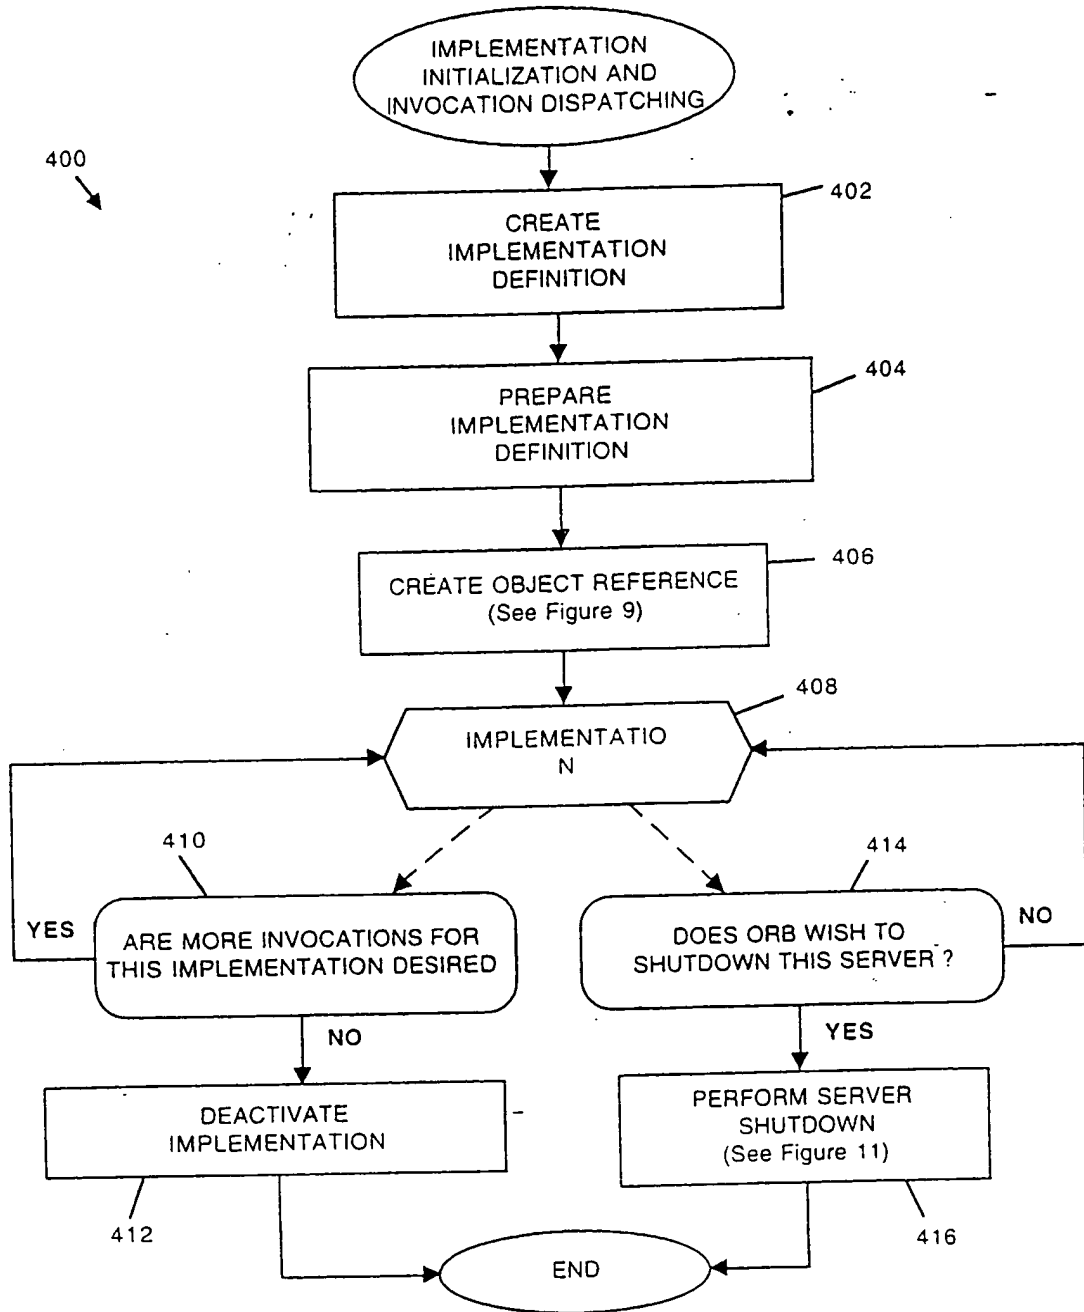 IMPLEMENTATION
INITIALIZATION AND
INVOCATION DISPATCHING
400
402
CREATE
IMPLEMENTATION
DEFINITION
404
PREPARE
IMPLEMENTATION
DEFINITION
406
CREATE OBJECT REFERENCE
(See Figure 9)
408
IMPLEMENTATIO
N
410
414
YES
ARE MORE INVOCATIONS FOR
THIS IMPLEMENTATION DESIRED
DOES ORB WISH TO
SHUTDOWN THIS SERVER ?
NO
NO
YES
DEACTIVATE
IMPLEMENTATION
PERFORM SERVER
SHUTDOWN
(See Figure 11)
412
416
END